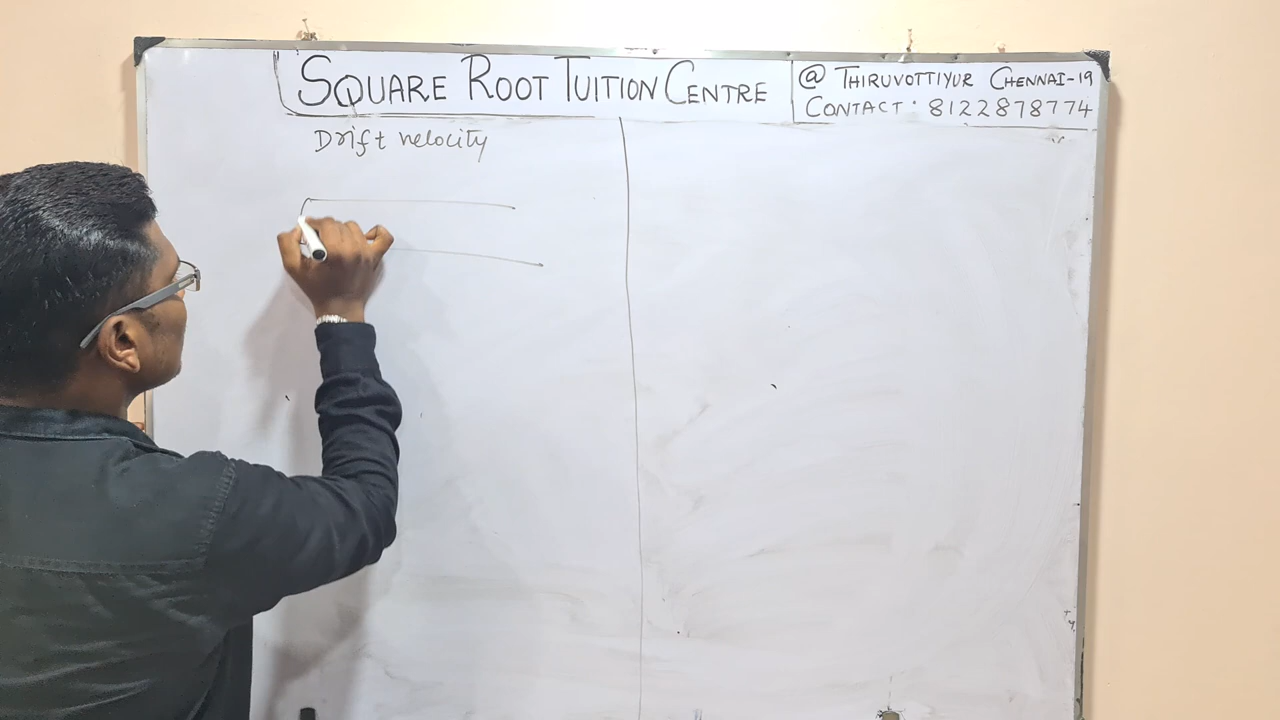 SQUARE ROOT TUITION CENTRE
@ THIRUVOTTIYUR CHENNAI-19
CONTACT : 8122878774
Drift velocity